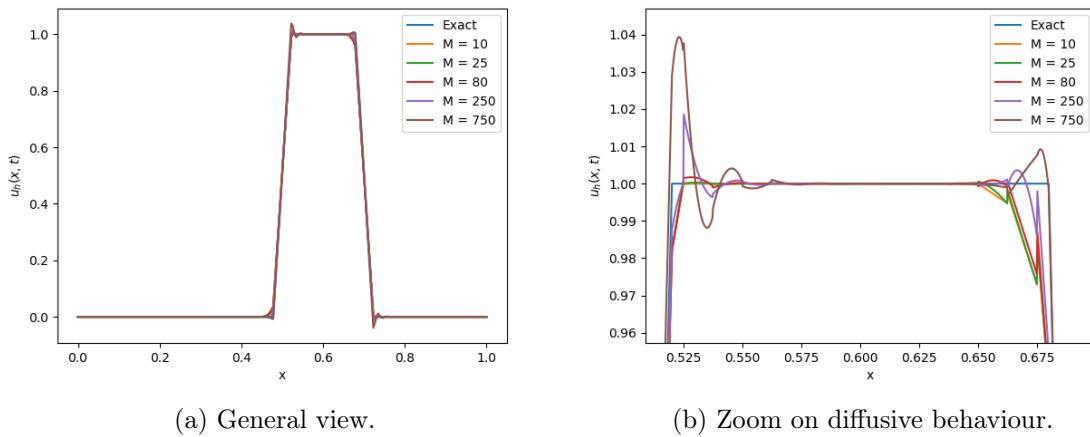 1.0
0.8
0.6
0.4
0.2
0.0
u_h(x, t)
0.0 0.2 0.4 0.6 0.8 1.0
x
Exact
M = 10
M = 25
M = 80
M = 250
M = 750
(a) General view.
1.04
1.03
1.02
1.01
1.00
0.99
0.98
0.97
0.96
u_h(x, t)
0.525 0.550 0.575 0.600 0.625 0.650 0.675
x
Exact
M = 10
M = 25
M = 80
M = 250
M = 750
(b) Zoom on diffusive behaviour.